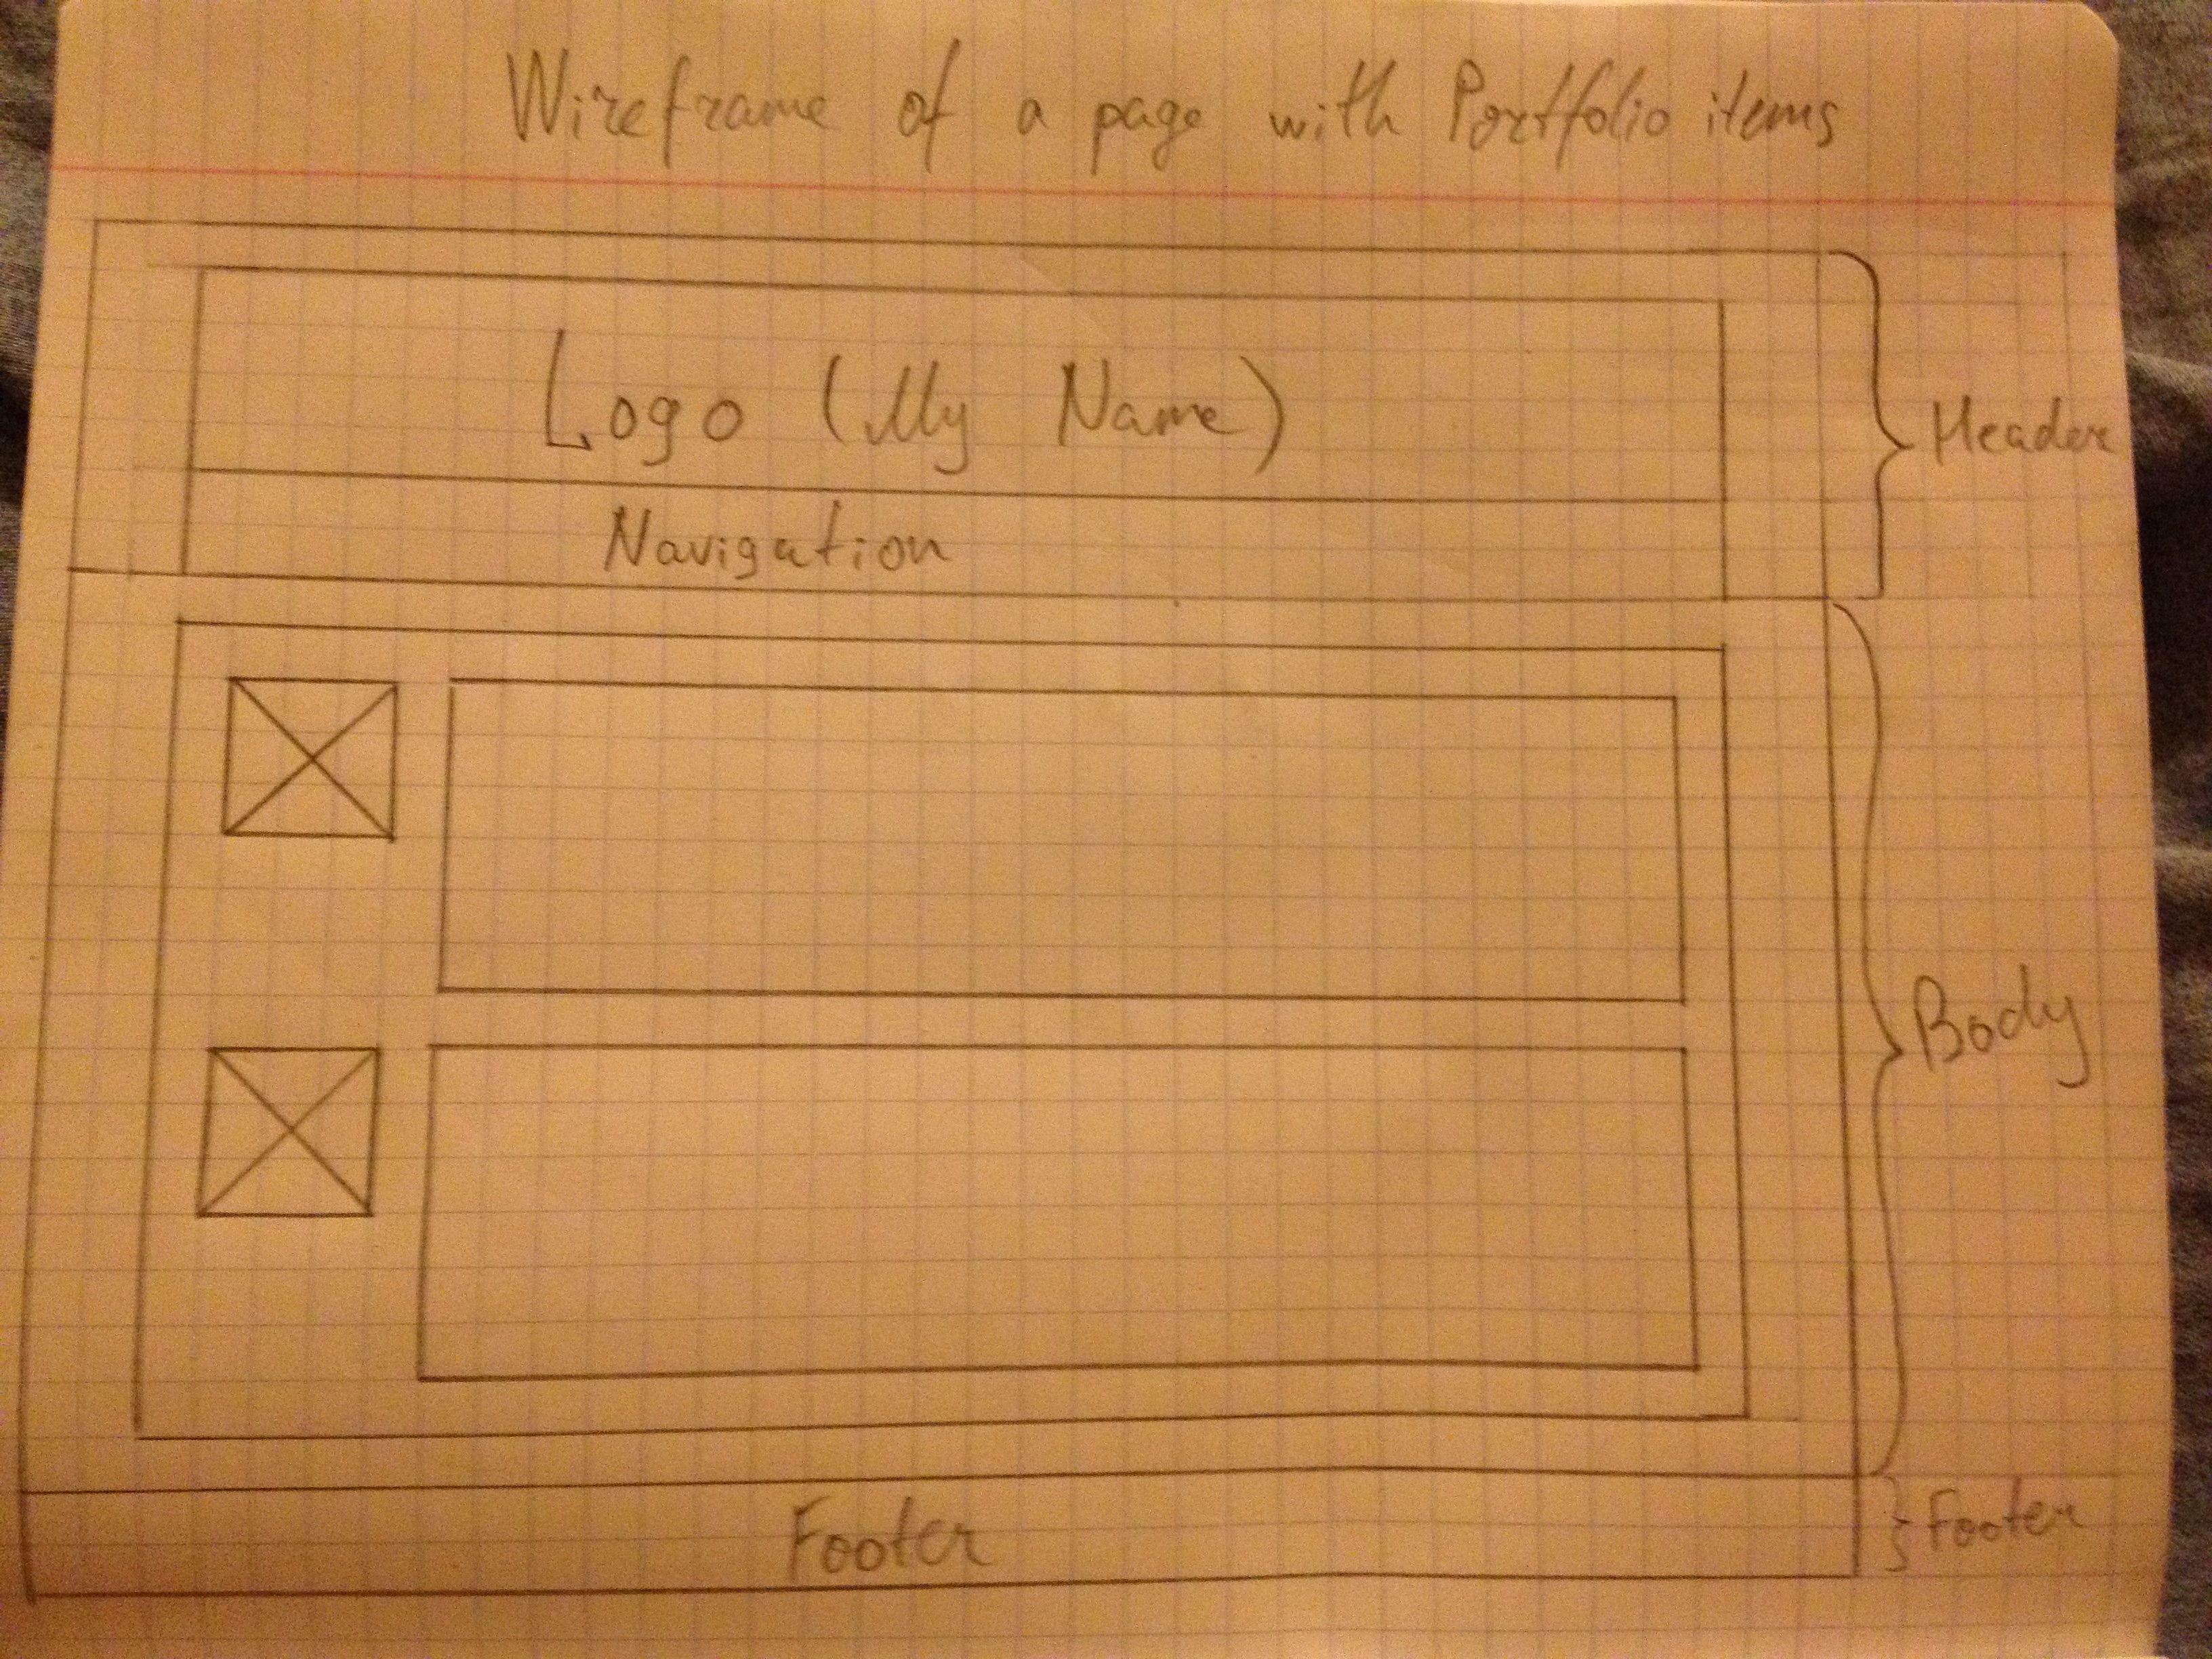 Wireframe of a page with Portfolio items
Logo (My Name)
Header
Navigation
Body
Footer
Footer